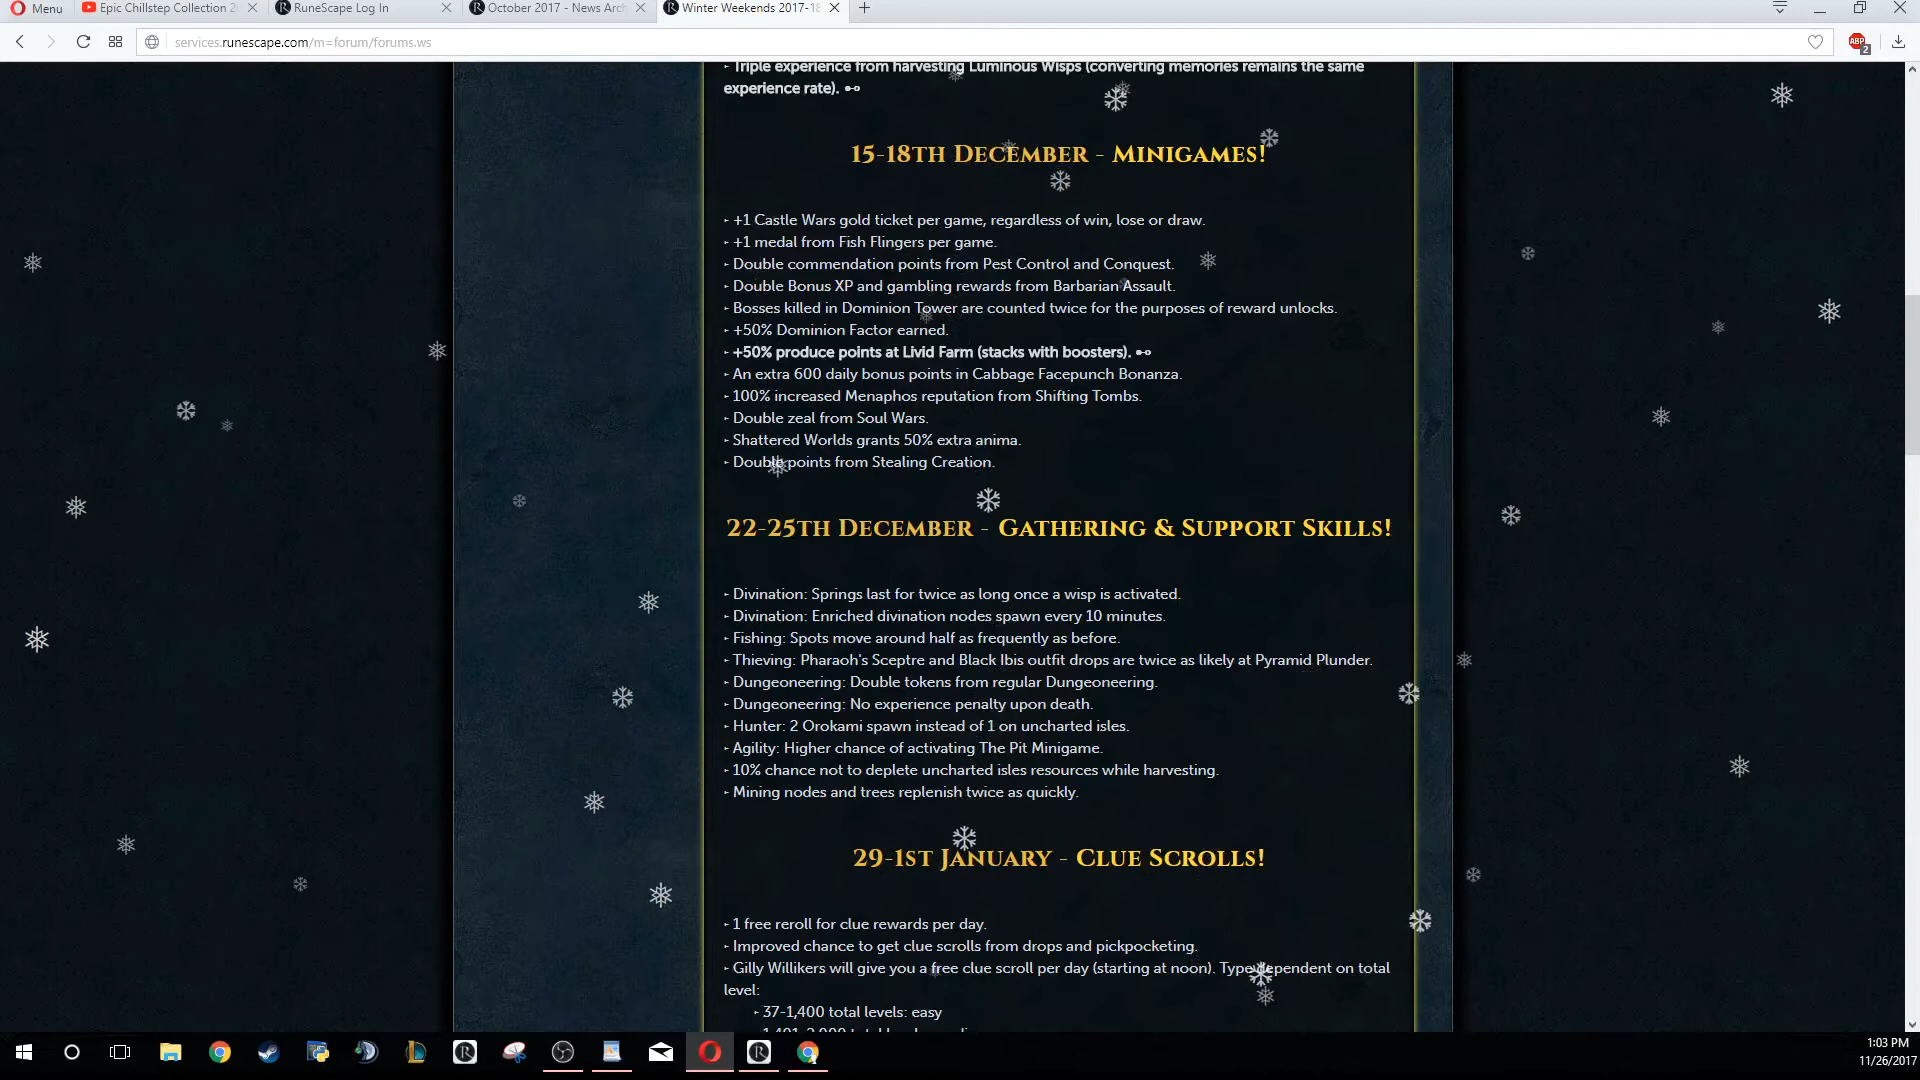 Menu
Epic Chillstep Collection 2
RuneScape Log In
October 2017 - News Arch
Winter Weekends 2017-18
services.runescape.com/m=forum/forums.ws
ABP
2
- Triple experience from harvesting Luminous Wisps (converting memories remains the
experience rate).
15-18th December - Minigames!
- +1 Castle Wars gold ticket per game, regardless of win, lose or draw.
- +1 medal from Fish Flingers per game.
- Double commendation points from Pest Control and Conquest.
- Double Bonus XP and gambling rewards from Barbarian Assault.
- Bosses killed in Dominion Tower are counted twice for the purposes of reward unlocks.
- +50% Dominion Factor earned.
- +50% produce points at Livid Farm (stacks with boosters).
- An extra 600 daily bonus points in Cabbage Facepunch Bonanza.
- 100% increased Menaphos reputation from Shifting Tombs.
- Double zeal from Soul Wars.
- Shattered Worlds grants 50% extra anima.
- Double points from Stealing Creation.
22-25th December - Gathering & Support Skills!
- Divination: Springs last for twice as long once a wisp is activated.
- Divination: Enriched divination nodes spawn every 10 minutes.
- Fishing: Spots move around half as frequently as before.
- Thieving: Pharaoh's Sceptre and Black Ibis outfit drops are twice as likely at Pyramid Plunder.
- Dungeoneering: Double tokens from regular Dungeoneering.
- Dungeoneering: No experience penalty upon death.
- Hunter: 2 Orokami spawn instead of 1 on uncharted isles.
- Agility: Higher chance of activating The Pit Minigame.
- 10% chance not to deplete uncharted isles resources while harvesting.
- Mining nodes and trees replenish twice as quickly.
29-1st January - Clue Scrolls!
- 1 free reroll for clue rewards per day.
- Improved chance to get clue scrolls from drops and pickpocketing.
- Gilly Willikers will give you a free clue scroll per day (starting at noon). Type dependent on total
level:
- 37-1,400 total levels: easy
1:03 PM
11/26/2017